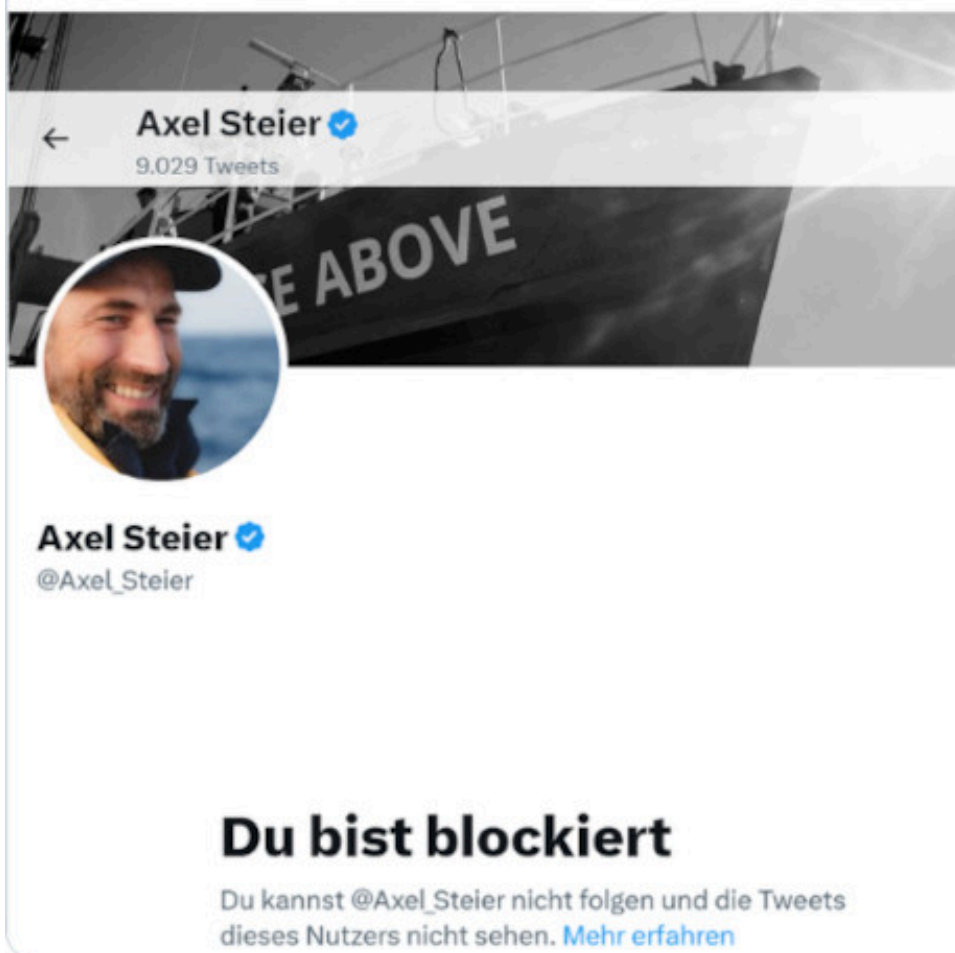 Axel Steier
9.029 Tweets
E ABOVE
Axel Steier
@Axel_Steier
Du bist blockiert
Du kannst @Axel_Steier nicht folgen und die Tweets
dieses Nutzers nicht sehen. Mehr erfahren